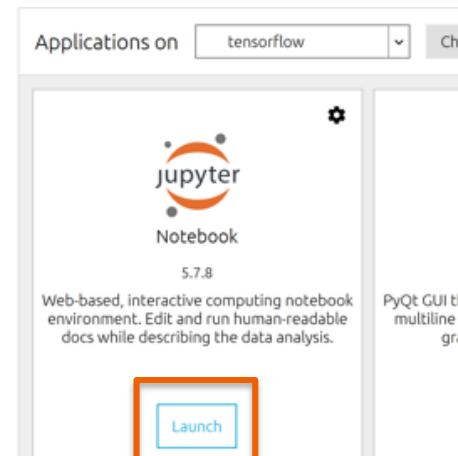 Applications on tensorflow Ch
jupyter
Notebook
5.7.8
Web-based, interactive computing notebook
environment. Edit and run human-readable
docs while describing the data analysis.
Launch
PyQt GUI t
multiline
gra